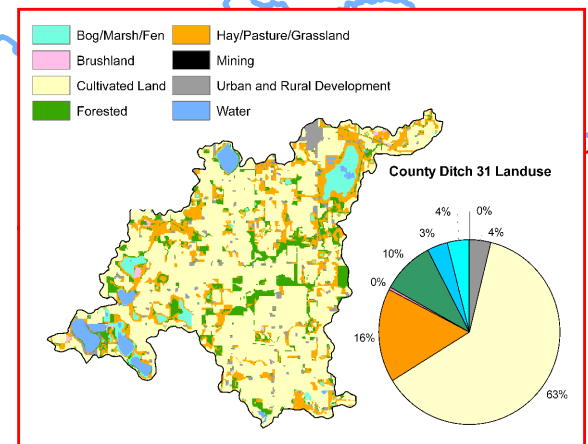 Bog/Marsh/Fen
Hay/Pasture/Grassland
Brushland
Mining
Cultivated Land
Urban and Rural Development
Forested
Water
County Ditch 31 Landuse
4%
0%
3%
4%
10%
0%
16%
63%